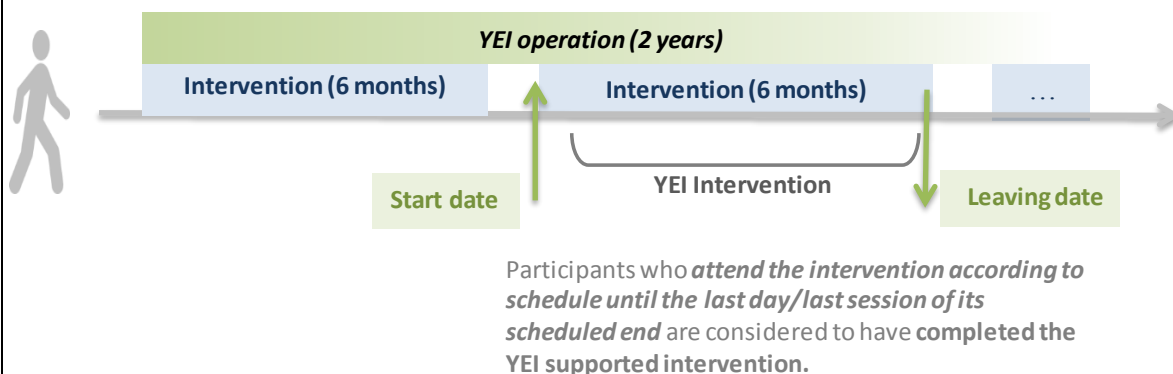 YEI operation (2 years)
Intervention (6 months)
Intervention (6 months)
...
YEI Intervention
Start date
Leaving date
Participants who attend the intervention according to
schedule until the last day/last session of its
scheduled end are considered to have completed the
YEI supported intervention.